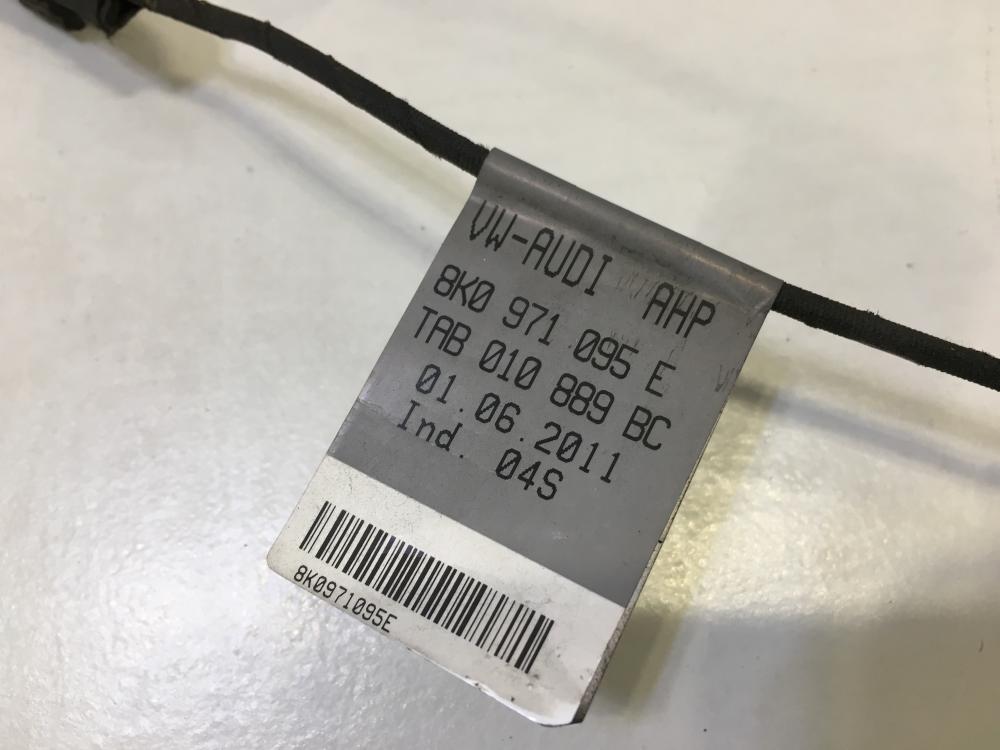 VW-AUDI AHP
8K0 971 095 E
TAB 010 889 BC
01.06.2011
Ind. 04S
8K0971095E